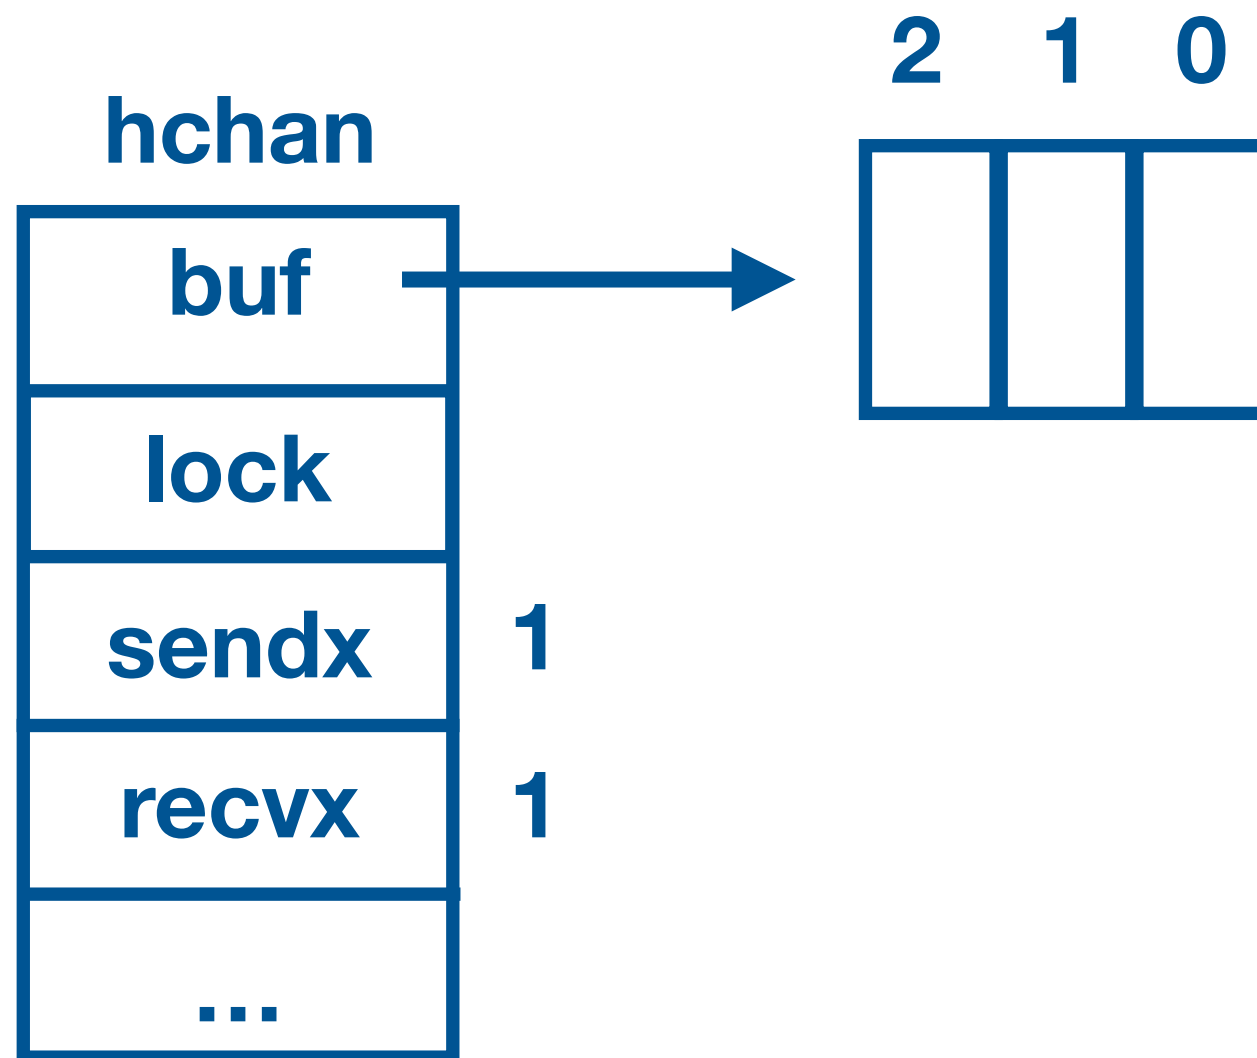 2 1 0
hchan
buf
lock
sendx 1
recvx 1
...